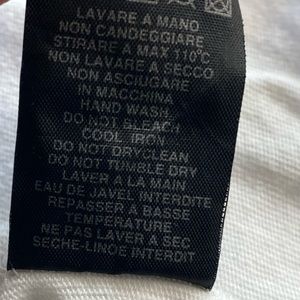 LAVARE A MANO
NON CANDEGGIARE
STIRARE A MAX 110°C
NON LAVARE A SECCO
NON ASCIUGARE
IN MACCHINA
HAND WASH
DO NOT BLEACH
COOL IRON
DO NOT DRYCLEAN
DO NOT TUMBLE DRY
LAVER A LA MAIN
EAU DE JAVEL INTERDITE
REPASSER A BASSE
TEMPERATURE
NE PAS LAVER A SEC
SECHE-LINGE INTERDIT